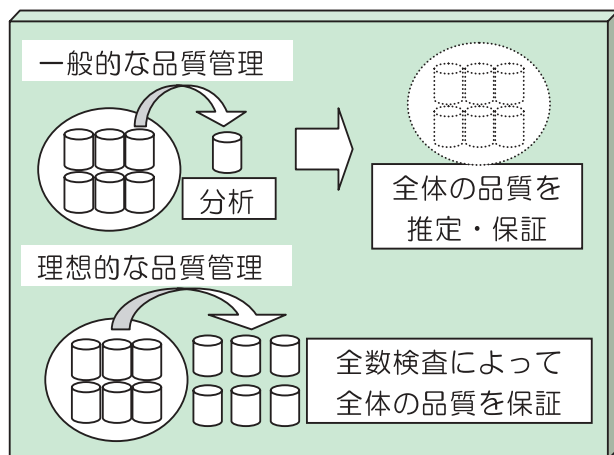 一般的な品質管理
分析
全体の品質を
推定・保証
理想的な品質管理
全数検査によって
全体の品質を保証